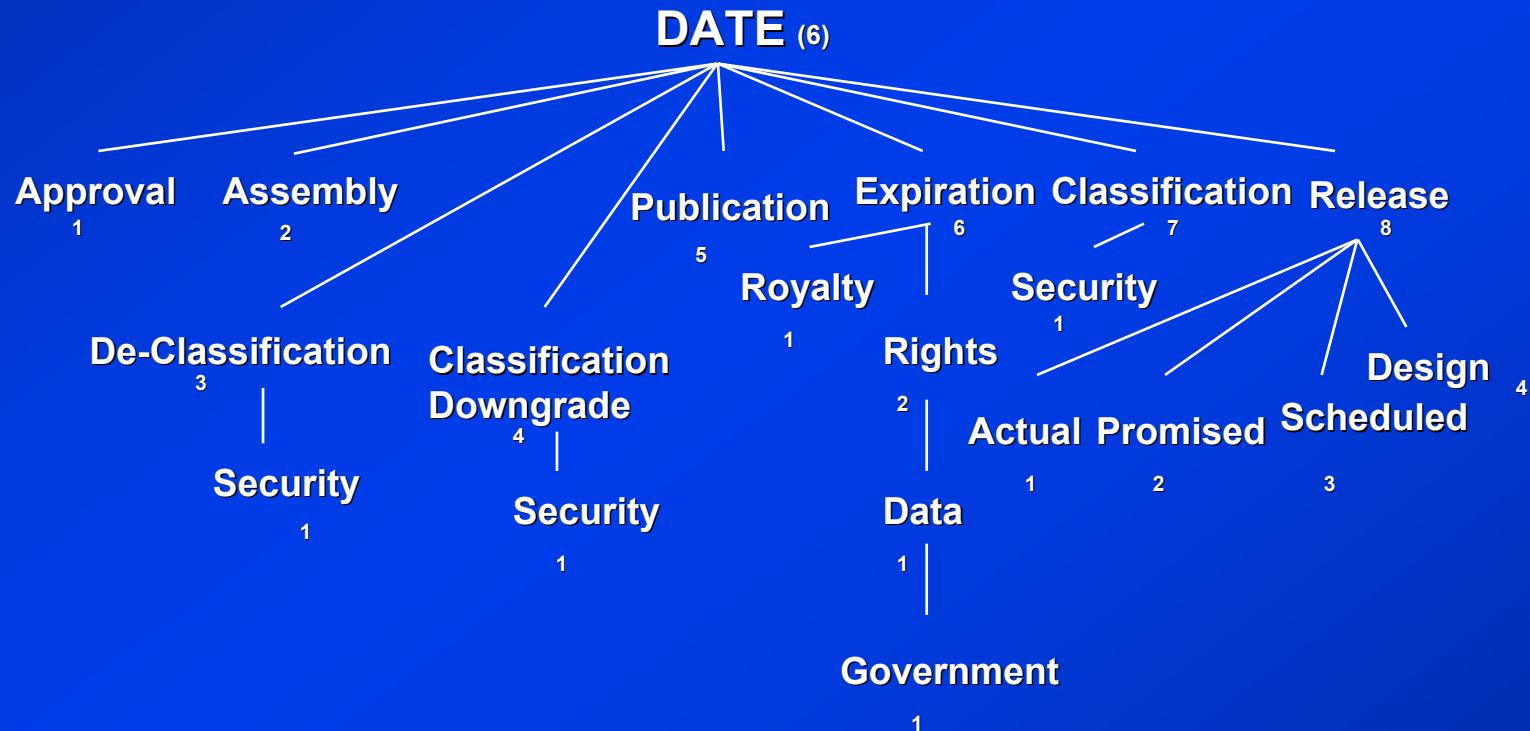 DATE (6)
Approval
1
Assembly
2
Publication
5
Expiration
6
Classification
7
Release
8
Royalty
1
Security
1
De-Classification
3
Classification
Downgrade
4
Rights
2
Design 4
Actual
1
Promised
2
Scheduled
3
Security
1
Security
1
Data
1
Government
1